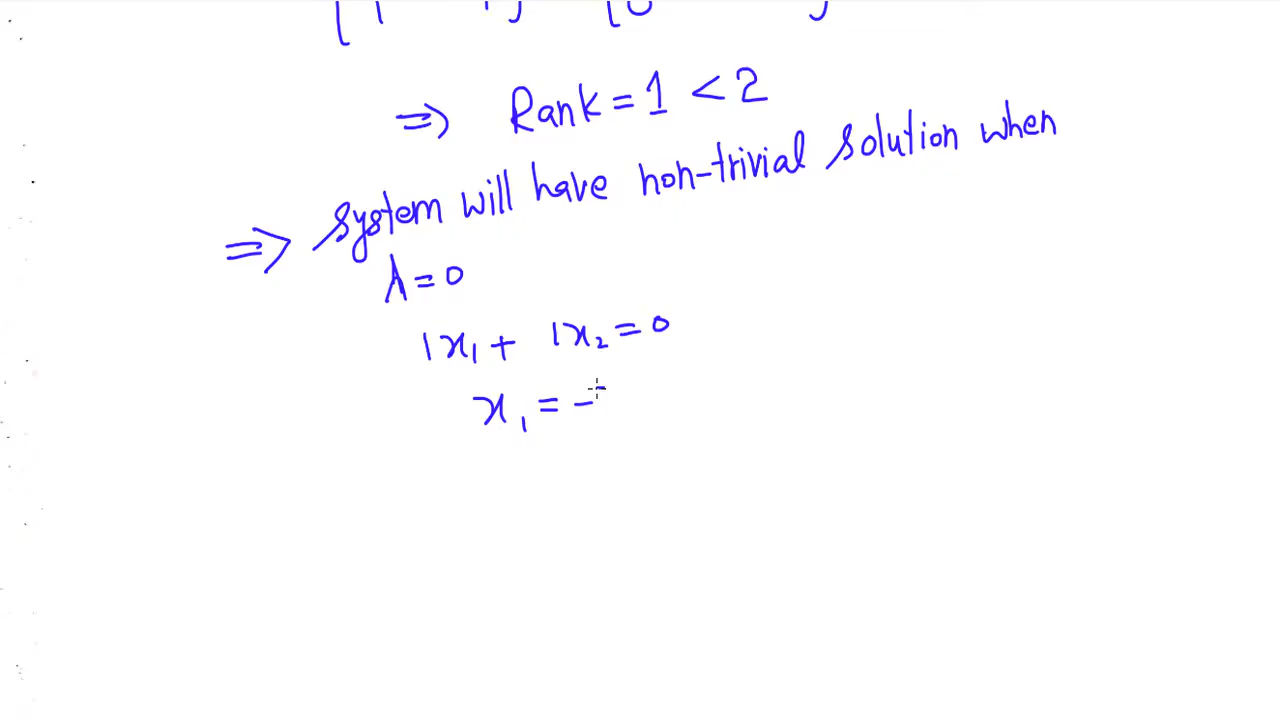 ⇒ Rank = 1 < 2
⇒ System will have non-trivial solution when
λ = 0
1x₁ + 1x₂ = 0
x₁ = -